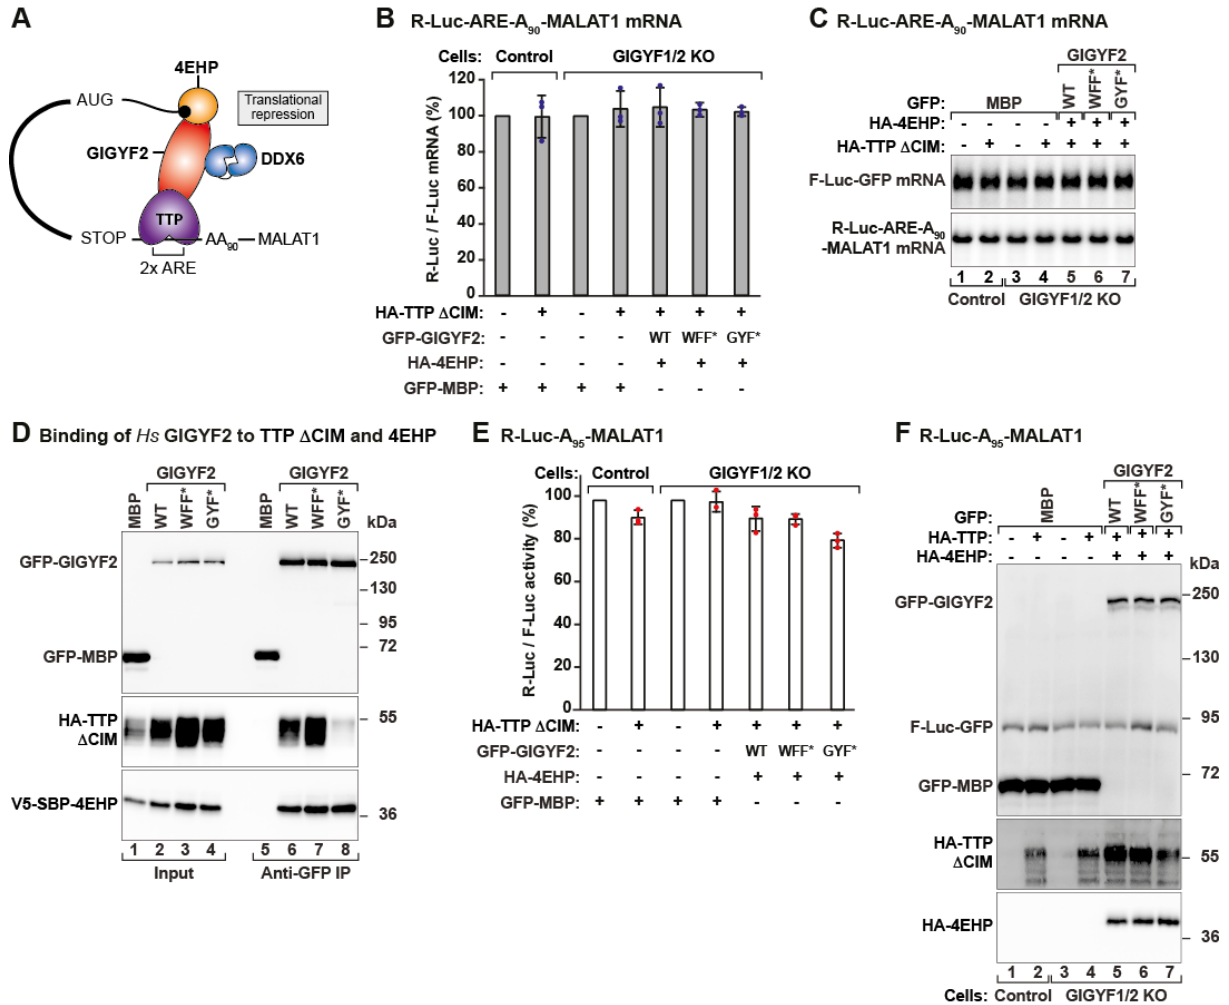 A
4EHP
AUG
Translational
repression
GIGYF2
DDX6
TTP
STOP
AA90
MALAT1
2x ARE
B R-Luc-ARE-A90-MALAT1 mRNA
Cells: Control GIGYF1/2 KO
R-Luc / F-Luc mRNA (%)
120
100
80
60
40
20
0
HA-TTP ΔCIM: - + - + + + +
GFP-GIGYF2: - - - - WT WFF* GYF*
HA-4EHP: - - - - + + +
GFP-MBP: + + + + - - -
C R-Luc-ARE-A90-MALAT1 mRNA
GIGYF2
GFP: MBP WT WFF* GYF*
HA-4EHP: - - - - + + +
HA-TTP ΔCIM: - + - + + + +
F-Luc-GFP mRNA
R-Luc-ARE-A90
-MALAT1 mRNA
1 2 3 4 5 6 7
Control GIGYF1/2 KO
D Binding of Hs GIGYF2 to TTP ΔCIM and 4EHP
GIGYF2 GIGYF2
MBP WT WFF* GYF* MBP WT WFF* GYF*
kDa
GFP-GIGYF2
250
130
95
72
GFP-MBP
HA-TTP
ΔCIM
55
V5-SBP-4EHP
36
1 2 3 4 5 6 7 8
Input Anti-GFP IP
E R-Luc-A95-MALAT1
Cells: Control GIGYF1/2 KO
R-Luc / F-Luc activity (%)
100
80
60
40
20
0
HA-TTP ΔCIM: - + - + + + +
GFP-GIGYF2: - - - - WT WFF* GYF*
HA-4EHP: - - - - + + +
GFP-MBP: + + + + - - -
F R-Luc-A95-MALAT1
GIGYF2
GFP: MBP WT WFF* GYF*
HA-TTP: - + - + + + +
HA-4EHP: - - - - + + +
kDa
GFP-GIGYF2
250
130
F-Luc-GFP
95
72
GFP-MBP
HA-TTP
ΔCIM
55
HA-4EHP
36
1 2 3 4 5 6 7
Cells: Control GIGYF1/2 KO